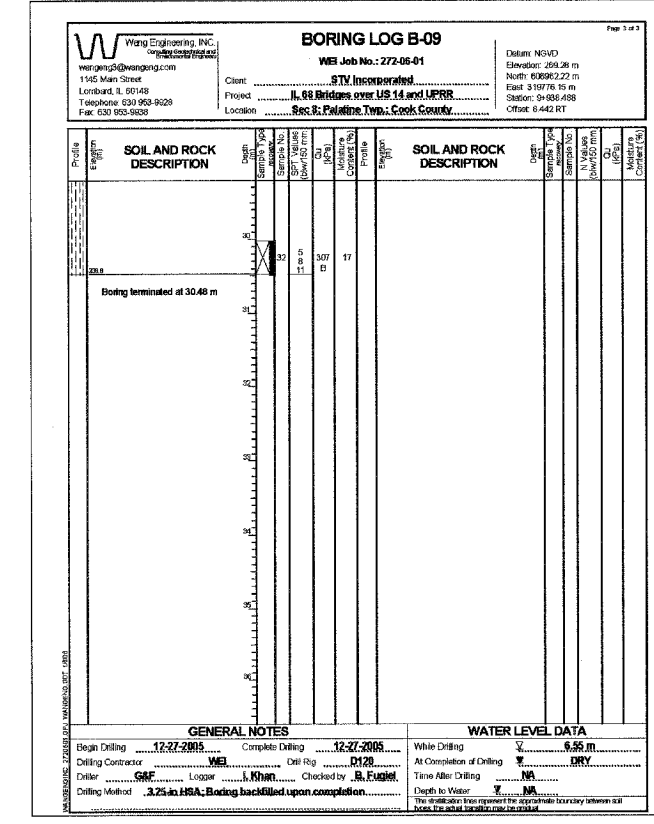 Page 3 of 3
Wang Engineering, INC.
Consulting Geotechnical and
Environmental Engineers
wangeng3@wangeng.com
1145 Main Street
Lombard, IL 60148
Telephone: 630 953-9928
Fax: 630 953-9938
BORING LOG B-09
WEI Job No.: 272-06-01
Client STV Incorporated
Project IL 68 Bridges over US 14 and UPRR
Location Sec 8; Palatine Twp.; Cook County
Datum: NGVD
Elevation: 269.28 m
North: 606962.22 m
East: 319776.15 m
Station: 9+938.488
Offset: 6.442 RT
Profile
Elevation (m)
SOIL AND ROCK DESCRIPTION
Depth (m)
Sample Type
recovery
Sample No.
SPT Values (blw/150 mm)
Qu (kPa)
Moisture Content (%)
Profile
Elevation (m)
SOIL AND ROCK DESCRIPTION
Depth (m)
Sample Type
recovery
Sample No.
N Values (blw/150 mm)
Qu (kPa)
Moisture Content (%)
30
32
5
8
11
307
B
17
238.8
Boring terminated at 30.48 m
31
32
33
34
35
36
GENERAL NOTES
Begin Drilling 12-27-2005 Complete Drilling 12-27-2005
Drilling Contractor WEI Drill Rig D120
Driller G&F Logger I. Khan Checked by B. Fugiel
Drilling Method 3.25-in HSA; Boring backfilled upon completion
WATER LEVEL DATA
While Drilling 6.55 m
At Completion of Drilling DRY
Time After Drilling NA
Depth to Water NA
The stratification lines represent the approximate boundary between soil
types; the actual transition may be gradual.